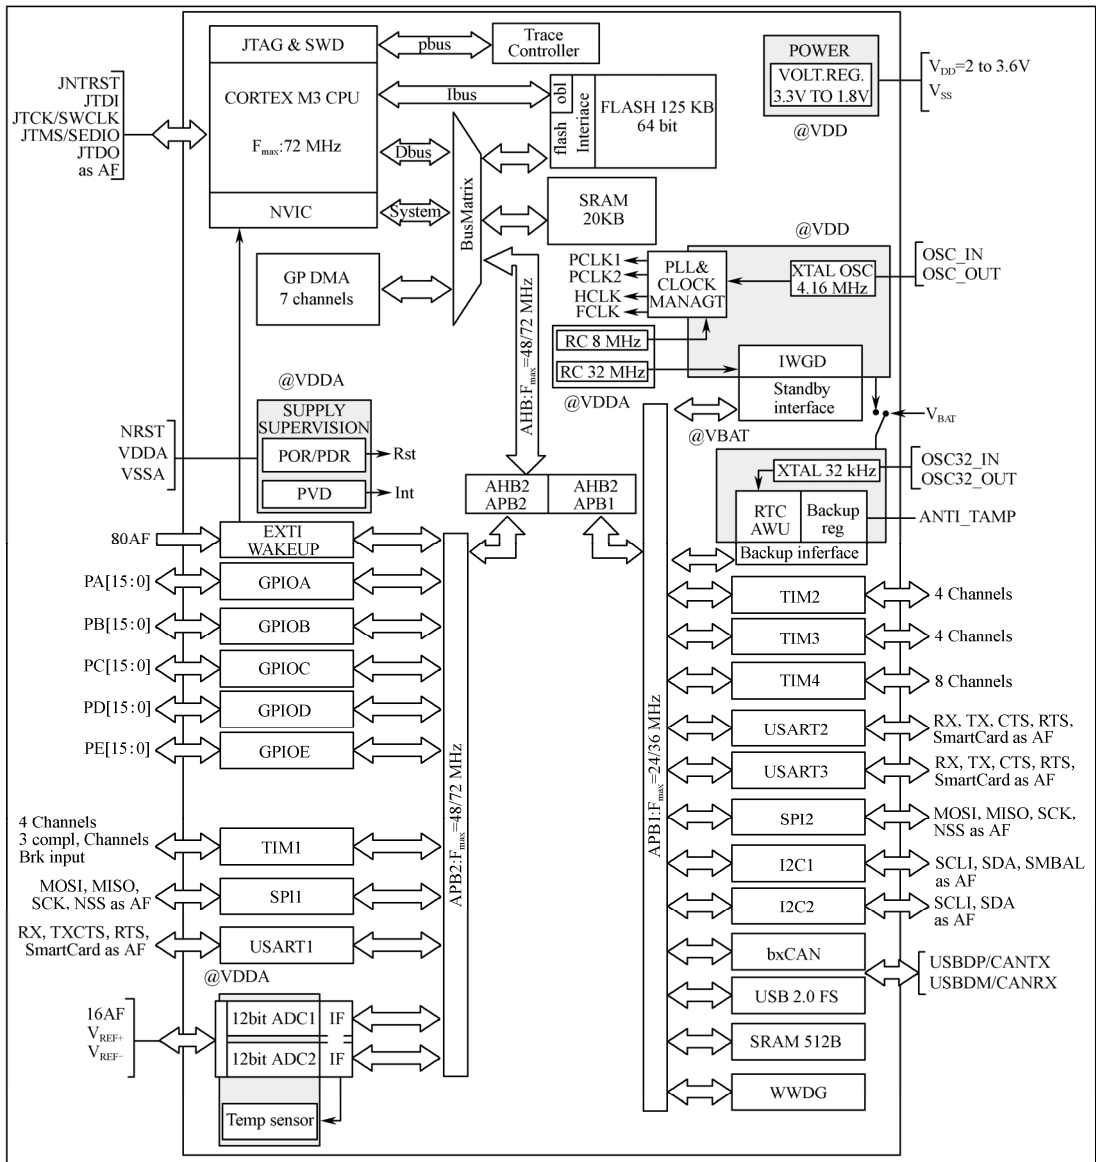 JTAG & SWD
pbus
Trace
Controller
POWER
VOLT.REG.
3.3V TO 1.8V
@VDD
V_DD=2 to 3.6V
V_SS
JNTRST
JTDI
JTCK/SWCLK
JTMS/SEDIO
JTDO
as AF
CORTEX M3 CPU
F_max:72 MHz
NVIC
Ibus
Dbus
System
BusMatrix
obl
flash
Interiace
FLASH 125 KB
64 bit
SRAM
20KB
GP DMA
7 channels
@VDD
PCLK1
PCLK2
HCLK
FCLK
PLL&
CLOCK
MANAGT
XTAL OSC
4.16 MHz
OSC_IN
OSC_OUT
RC 8 MHz
RC 32 MHz
@VDDA
IWGD
Standby
interface
@VBAT
V_BAT
AHB:F_max=48/72 MHz
@VDDA
SUPPLY
SUPERVISION
POR/PDR
PVD
Rst
Int
NRST
VDDA
VSSA
AHB2
APB2
AHB2
APB1
XTAL 32 kHz
OSC32_IN
OSC32_OUT
RTC
AWU
Backup
reg
ANTI_TAMP
Backup inferface
80AF
EXTI
WAKEUP
PA[15:0]
GPIOA
PB[15:0]
GPIOB
PC[15:0]
GPIOC
PD[15:0]
GPIOD
PE[15:0]
GPIOE
4 Channels
3 compl, Channels
Brk input
TIM1
MOSI, MISO,
SCK, NSS as AF
SPI1
RX, TXCTS, RTS,
SmartCard as AF
USART1
@VDDA
16AF
V_REF+
V_REF−
12bit ADC1
IF
12bit ADC2
IF
Temp sensor
APB2:F_max=48/72 MHz
APB1:F_max=24/36 MHz
TIM2
4 Channels
TIM3
4 Channels
TIM4
8 Channels
USART2
RX, TX, CTS, RTS,
SmartCard as AF
USART3
RX, TX, CTS, RTS,
SmartCard as AF
SPI2
MOSI, MISO, SCK,
NSS as AF
I2C1
SCLI, SDA, SMBAL
as AF
I2C2
SCLI, SDA
as AF
bxCAN
USBDP/CANTX
USBDM/CANRX
USB 2.0 FS
SRAM 512B
WWDG